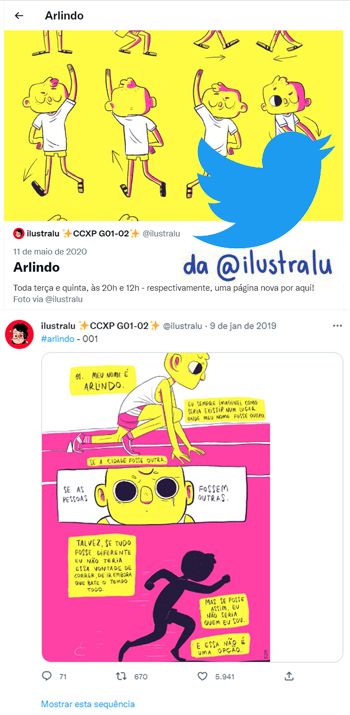 Arlindo
ilustralu ✨CCXP G01-02✨ @ilustralu
11 de maio de 2020
da @ilustralu
Arlindo
Toda terça e quinta, às 20h e 12h - respectivamente, uma página nova por aqui!
Foto via @ilustralu
ilustralu ✨CCXP G01-02✨ @ilustralu · 9 de jan de 2019
#arlindo - 001
MEU NOME É
ARLINDO.
EU SEMPRE IMAGINEI COMO
SERIA EXISTIR NUM LUGAR
ONDE MEU NOME FOSSE OUTRO.
SE A CIDADE FOSSE OUTRA.
SE AS
PESSOAS
FOSSEM
OUTRAS.
TALVEZ, SE TUDO
FOSSE DIFERENTE
EU NÃO TERIA
ESSA VONTADE DE
CORRER, DE IR EMBORA
QUE BATE O TEMPO
TODO.
MAS SE FOSSE
ASSIM, EU
NÃO SERIA
QUEM EU SOU.
E ESSA NÃO É
UMA OPÇÃO.
71 670 5.941
Mostrar esta sequência